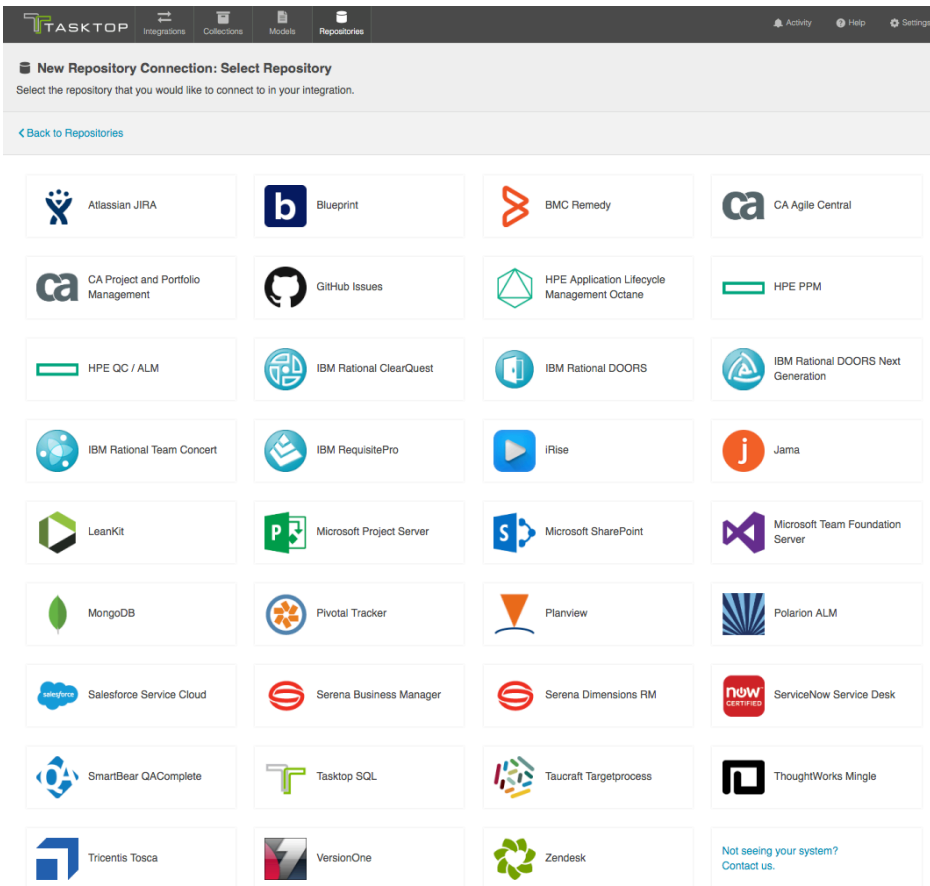 TASKTOP
Integrations
Collections
Models
Repositories
Activity
Help
Settings
New Repository Connection: Select Repository
Select the repository that you would like to connect to in your integration.
Back to Repositories
Atlassian JIRA
b
Blueprint
BMC Remedy
ca
CA Agile Central
ca
CA Project and Portfolio
Management
GitHub Issues
HPE Application Lifecycle
Management Octane
HPE PPM
HPE QC / ALM
IBM Rational ClearQuest
IBM Rational DOORS
IBM Rational DOORS Next
Generation
IBM Rational Team Concert
IBM RequisitePro
iRise
j
Jama
LeanKit
P
Microsoft Project Server
S
Microsoft SharePoint
Microsoft Team Foundation
Server
MongoDB
Pivotal Tracker
Planview
Polarion ALM
salesforce
Salesforce Service Cloud
Serena Business Manager
Serena Dimensions RM
now
CERTIFIED
ServiceNow Service Desk
QA
SmartBear QAComplete
Tasktop SQL
Taucraft Targetprocess
ThoughtWorks Mingle
Tricentis Tosca
VersionOne
Zendesk
Not seeing your system?
Contact us.